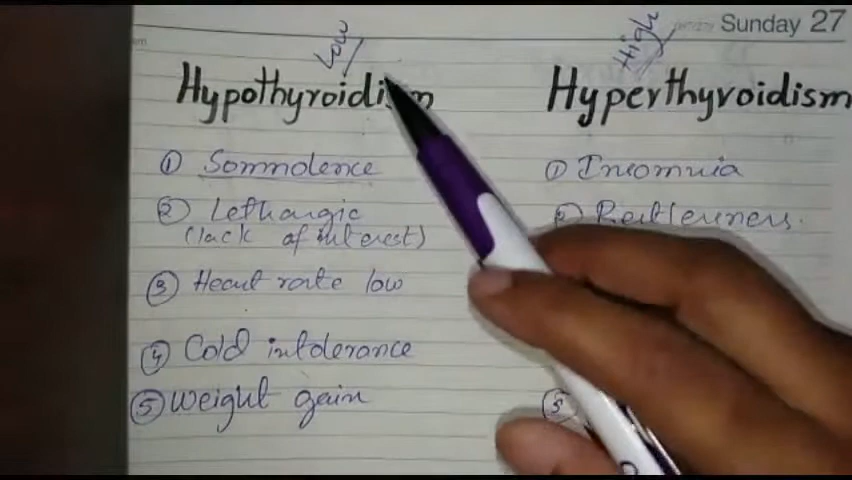 Sunday 27
Low
High
Hypothyroidism
Hyperthyroidism
① Somnolence
① Insomnia
② Lethargic
② Restlessness.
(lack of interest)
③ Heart rate low
④ Cold intolerance
⑤ Weight gain
⑤